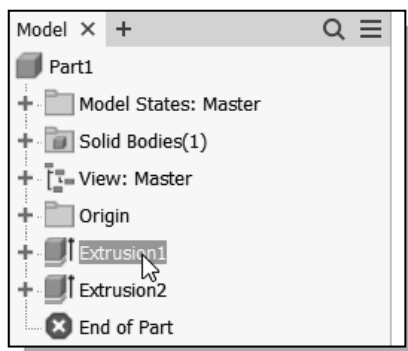 Model × +
Part1
Model States: Master
Solid Bodies(1)
View: Master
Origin
Extrusion1
Extrusion2
End of Part